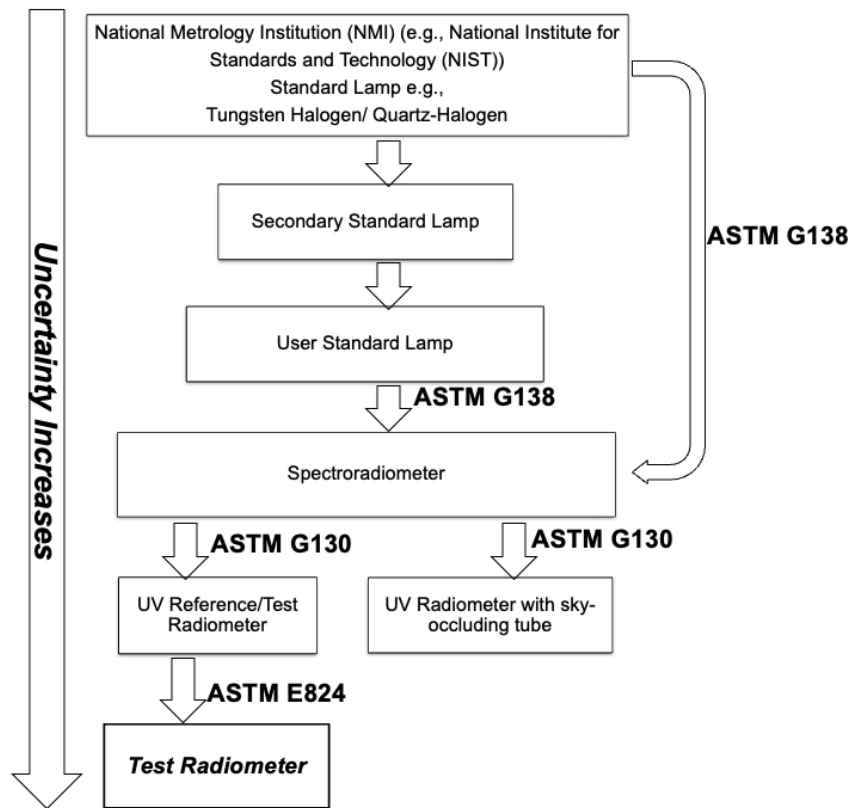 National Metrology Institution (NMI) (e.g., National Institute for
Standards and Technology (NIST))
Standard Lamp e.g.,
Tungsten Halogen/ Quartz-Halogen
Secondary Standard Lamp
ASTM G138
User Standard Lamp
ASTM G138
Spectroradiometer
ASTM G130
ASTM G130
UV Reference/Test
Radiometer
UV Radiometer with sky-
occluding tube
ASTM E824
Test Radiometer
Uncertainty Increases